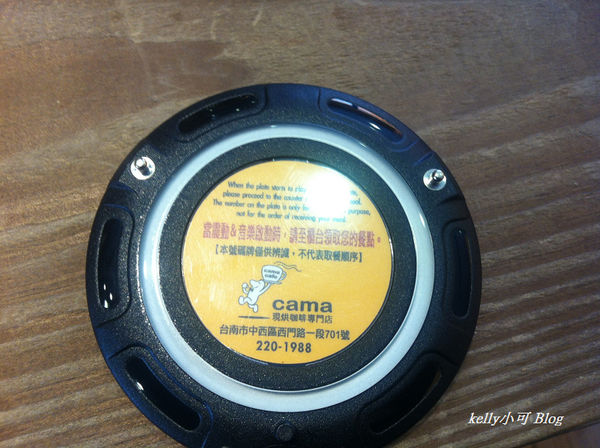 When the plate starts to
please proceed to the counter
The number on the plate is only purpose,
not for the order of receiving your meal.
當震動&音樂啟動時，請至櫃台領取您的餐點。
【本號碼牌僅供辨識，不代表取餐順序】
cama
cafe
cama
現烘咖啡專門店
台南市中西區西門路一段701號
220-1988
kelly小可 Blog